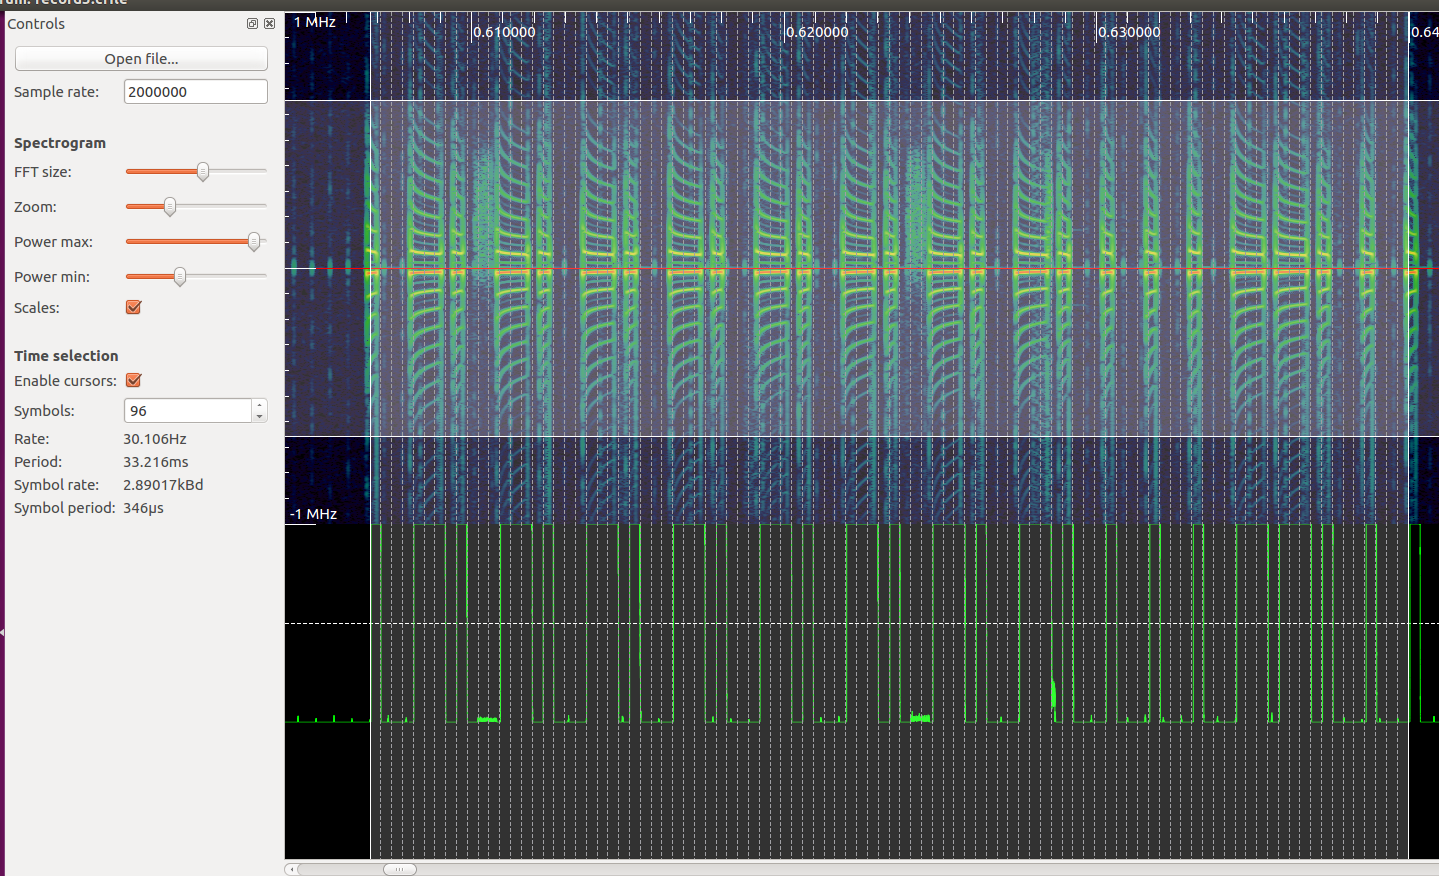 Controls
Open file...
Sample rate: 2000000
Spectrogram
FFT size:
Zoom:
Power max:
Power min:
Scales:
Time selection
Enable cursors:
Symbols: 96
Rate: 30.106Hz
Period: 33.216ms
Symbol rate: 2.89017kBd
Symbol period: 346µs
1 MHz
0.610000
0.620000
0.630000
0.64
-1 MHz